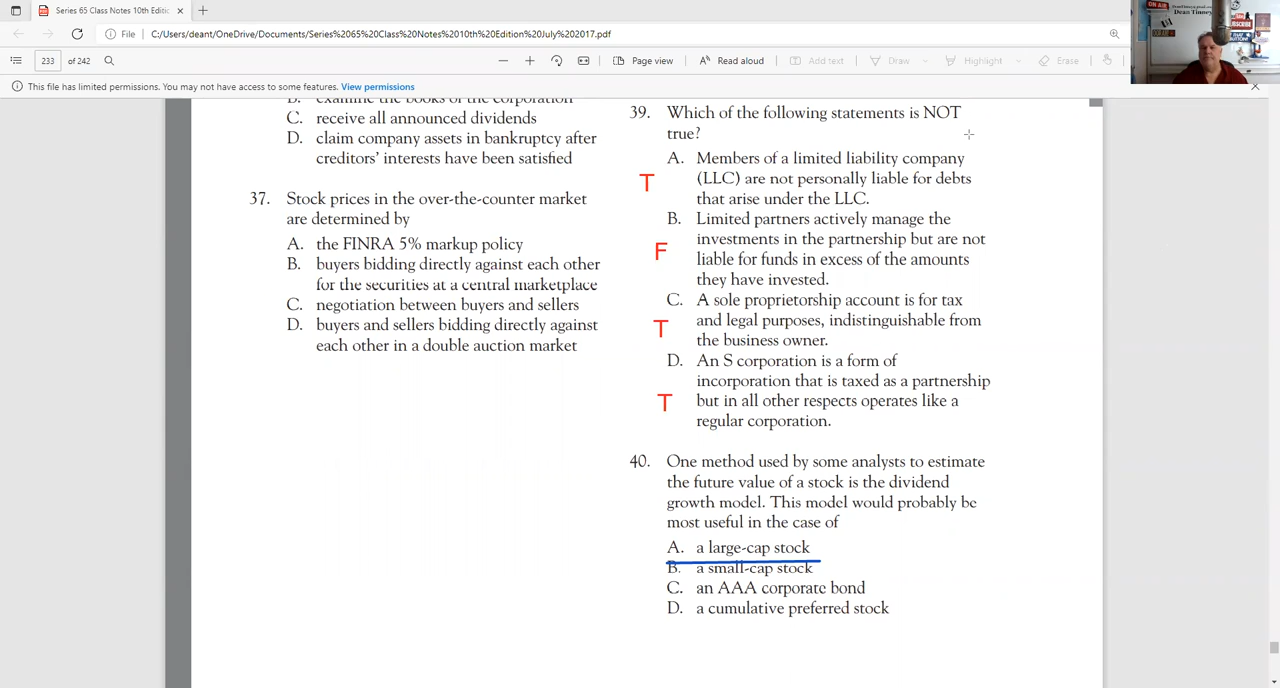 Series 65 Class Notes 10th Editic
File
C:/Users/deant/OneDrive/Documents/Series%2065%20Class%20Notes%2010th%20Edition%20July%202017.pdf
233 of 242
Page view
Read aloud
Add text
Draw
Highlight
Erase
This file has limited permissions. You may not have access to some features. View permissions
ON AIR
Dean Tinney
B. examine the books of the corporation
C. receive all announced dividends
D. claim company assets in bankruptcy after
creditors' interests have been satisfied
37. Stock prices in the over-the-counter market
are determined by
A. the FINRA 5% markup policy
B. buyers bidding directly against each other
for the securities at a central marketplace
C. negotiation between buyers and sellers
D. buyers and sellers bidding directly against
each other in a double auction market
39. Which of the following statements is NOT
true?
A. Members of a limited liability company
T (LLC) are not personally liable for debts
that arise under the LLC.
B. Limited partners actively manage the
investments in the partnership but are not
F liable for funds in excess of the amounts
they have invested.
C. A sole proprietorship account is for tax
T and legal purposes, indistinguishable from
the business owner.
D. An S corporation is a form of
incorporation that is taxed as a partnership
T but in all other respects operates like a
regular corporation.
40. One method used by some analysts to estimate
the future value of a stock is the dividend
growth model. This model would probably be
most useful in the case of
A. a large-cap stock
B. a small-cap stock
C. an AAA corporate bond
D. a cumulative preferred stock